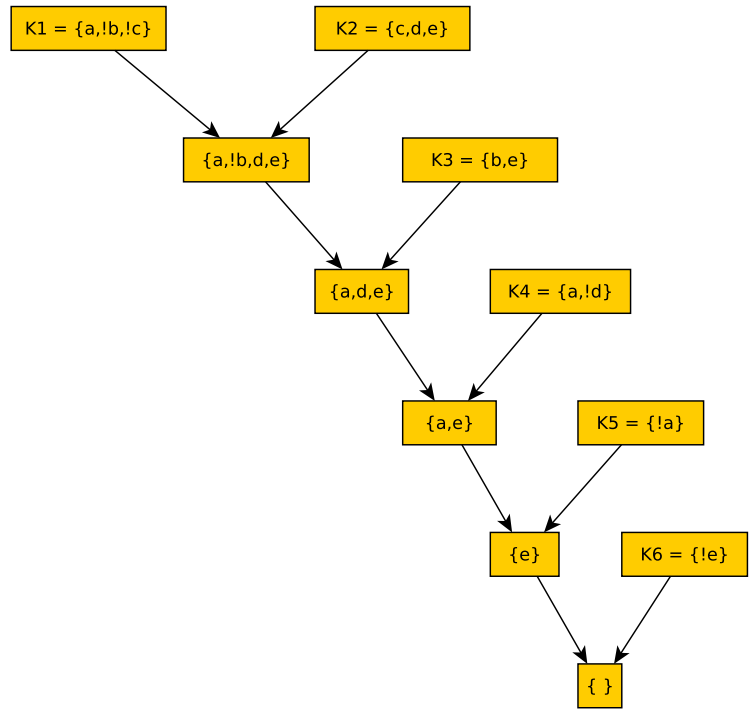 K1 = {a,!b,!c}
K2 = {c,d,e}
{a,!b,d,e}
K3 = {b,e}
{a,d,e}
K4 = {a,!d}
{a,e}
K5 = {!a}
{e}
K6 = {!e}
{ }